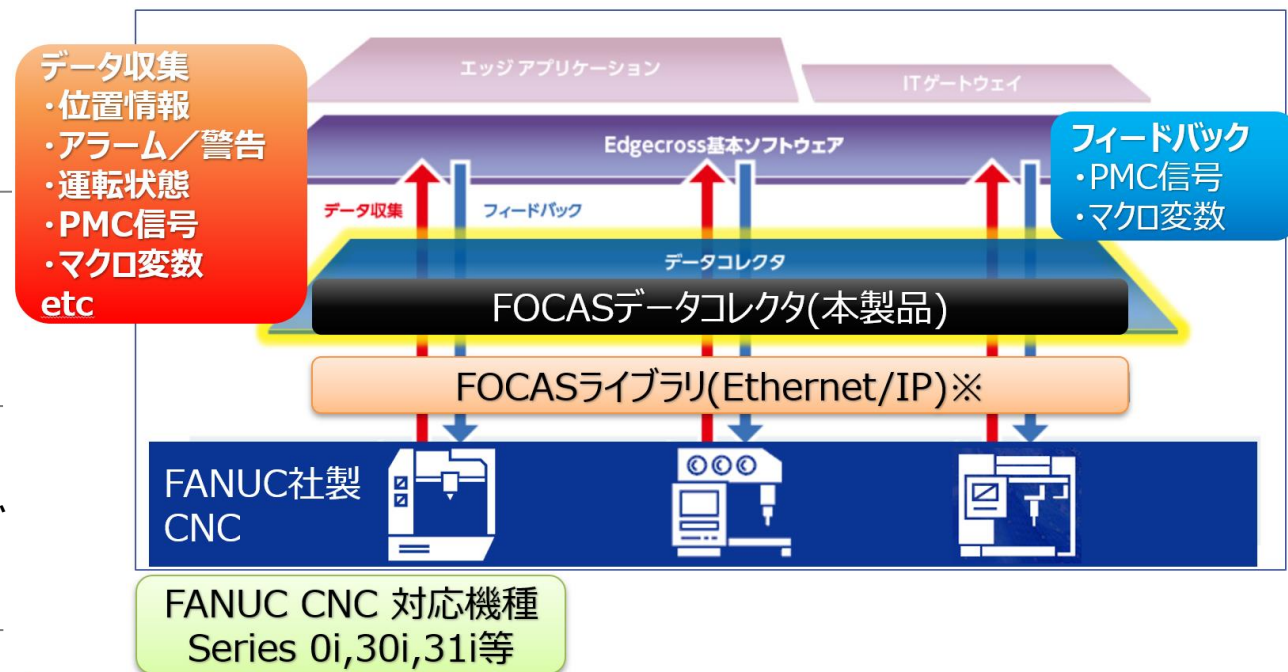 データ収集
・位置情報
・アラーム／警告
・運転状態
・PMC信号
・マクロ変数
etc
エッジ アプリケーション
ITゲートウェイ
Edgecross基本ソフトウェア
フィードバック
・PMC信号
・マクロ変数
データ収集
フィードバック
データコレクタ
FOCASデータコレクタ(本製品)
FOCASライブラリ(Ethernet/IP)※
FANUC社製
CNC
FANUC CNC 対応機種
Series 0i,30i,31i等